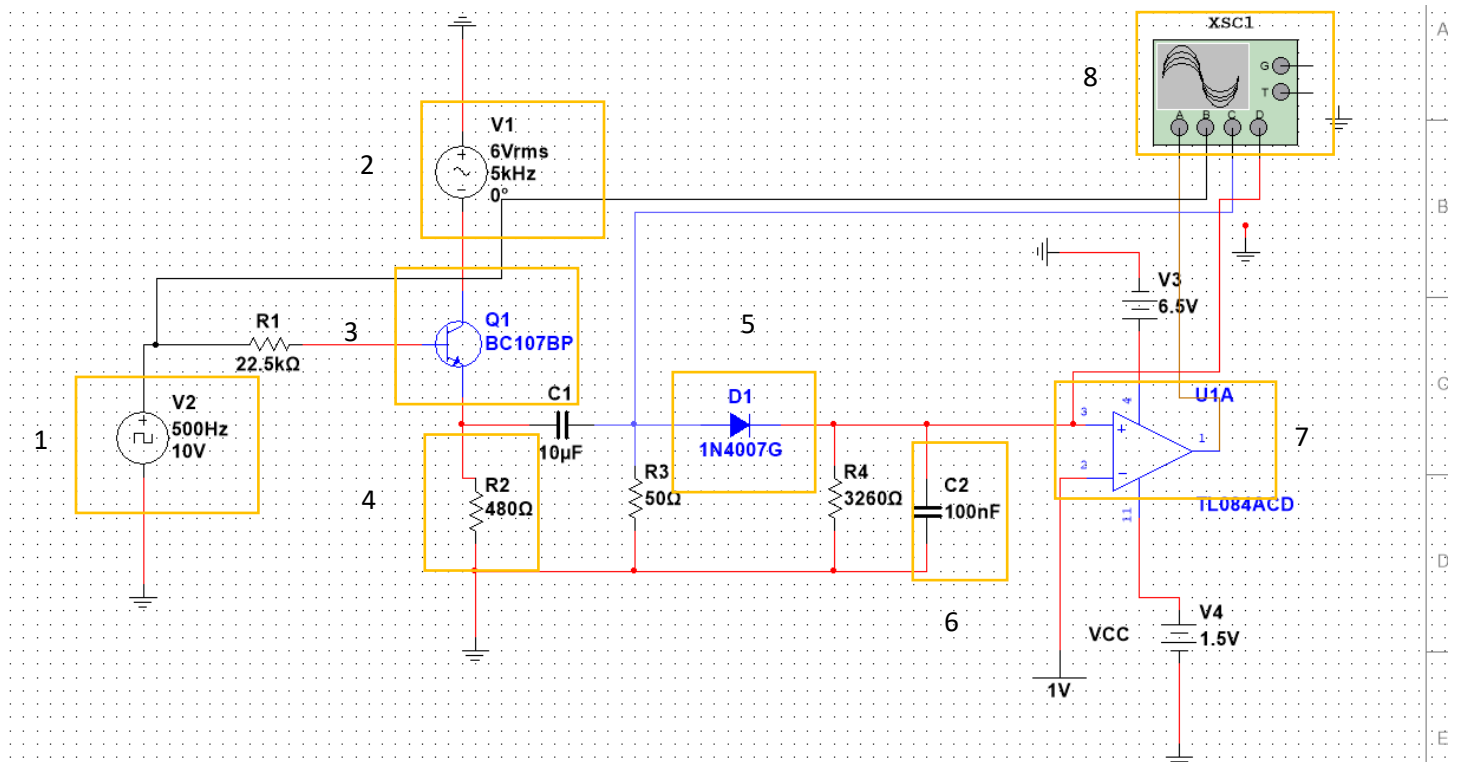 XSC1
G
T
A B C D
8
A
B
C
D
E
V1
6Vrms
5kHz
0°
2
Q1
BC107BP
3
R1
22.5kΩ
V2
500Hz
10V
1
C1
10µF
R2
480Ω
4
R3
50Ω
5
D1
1N4007G
R4
3260Ω
C2
100nF
6
V3
6.5V
U1A
4
3
2
1
11
7
TL084ACD
VCC
1V
V4
1.5V